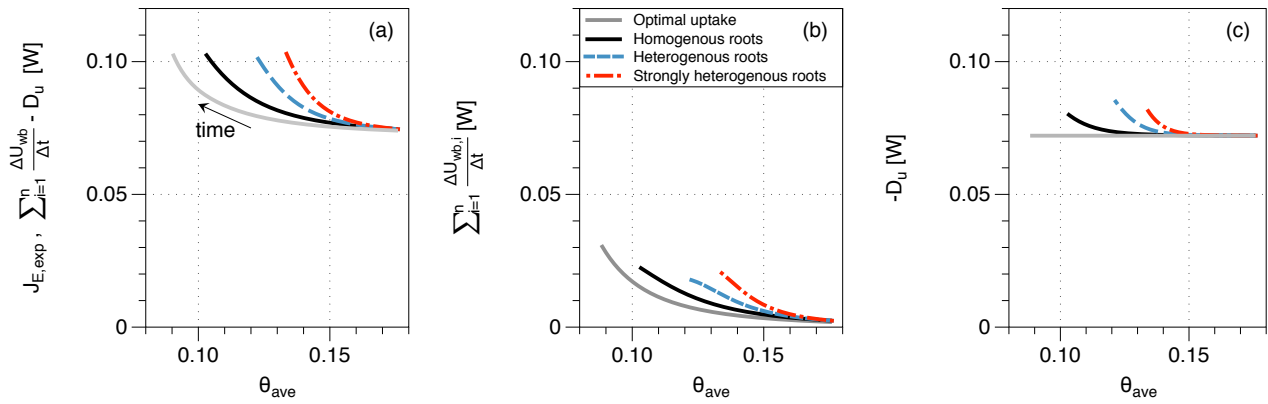 (a)
J_E,exp , ∑ⁿ_i=1 ΔU_wb/Δt - D_u [W]
0.10
0.05
0
time
0.10 0.15
θ_ave
(b)
Optimal uptake
Homogenous roots
Heterogenous roots
Strongly heterogenous roots
∑ⁿ_i=1 ΔU_wb,i/Δt [W]
0.10
0.05
0
0.10 0.15
θ_ave
(c)
-D_u [W]
0.10
0.05
0
0.10 0.15
θ_ave